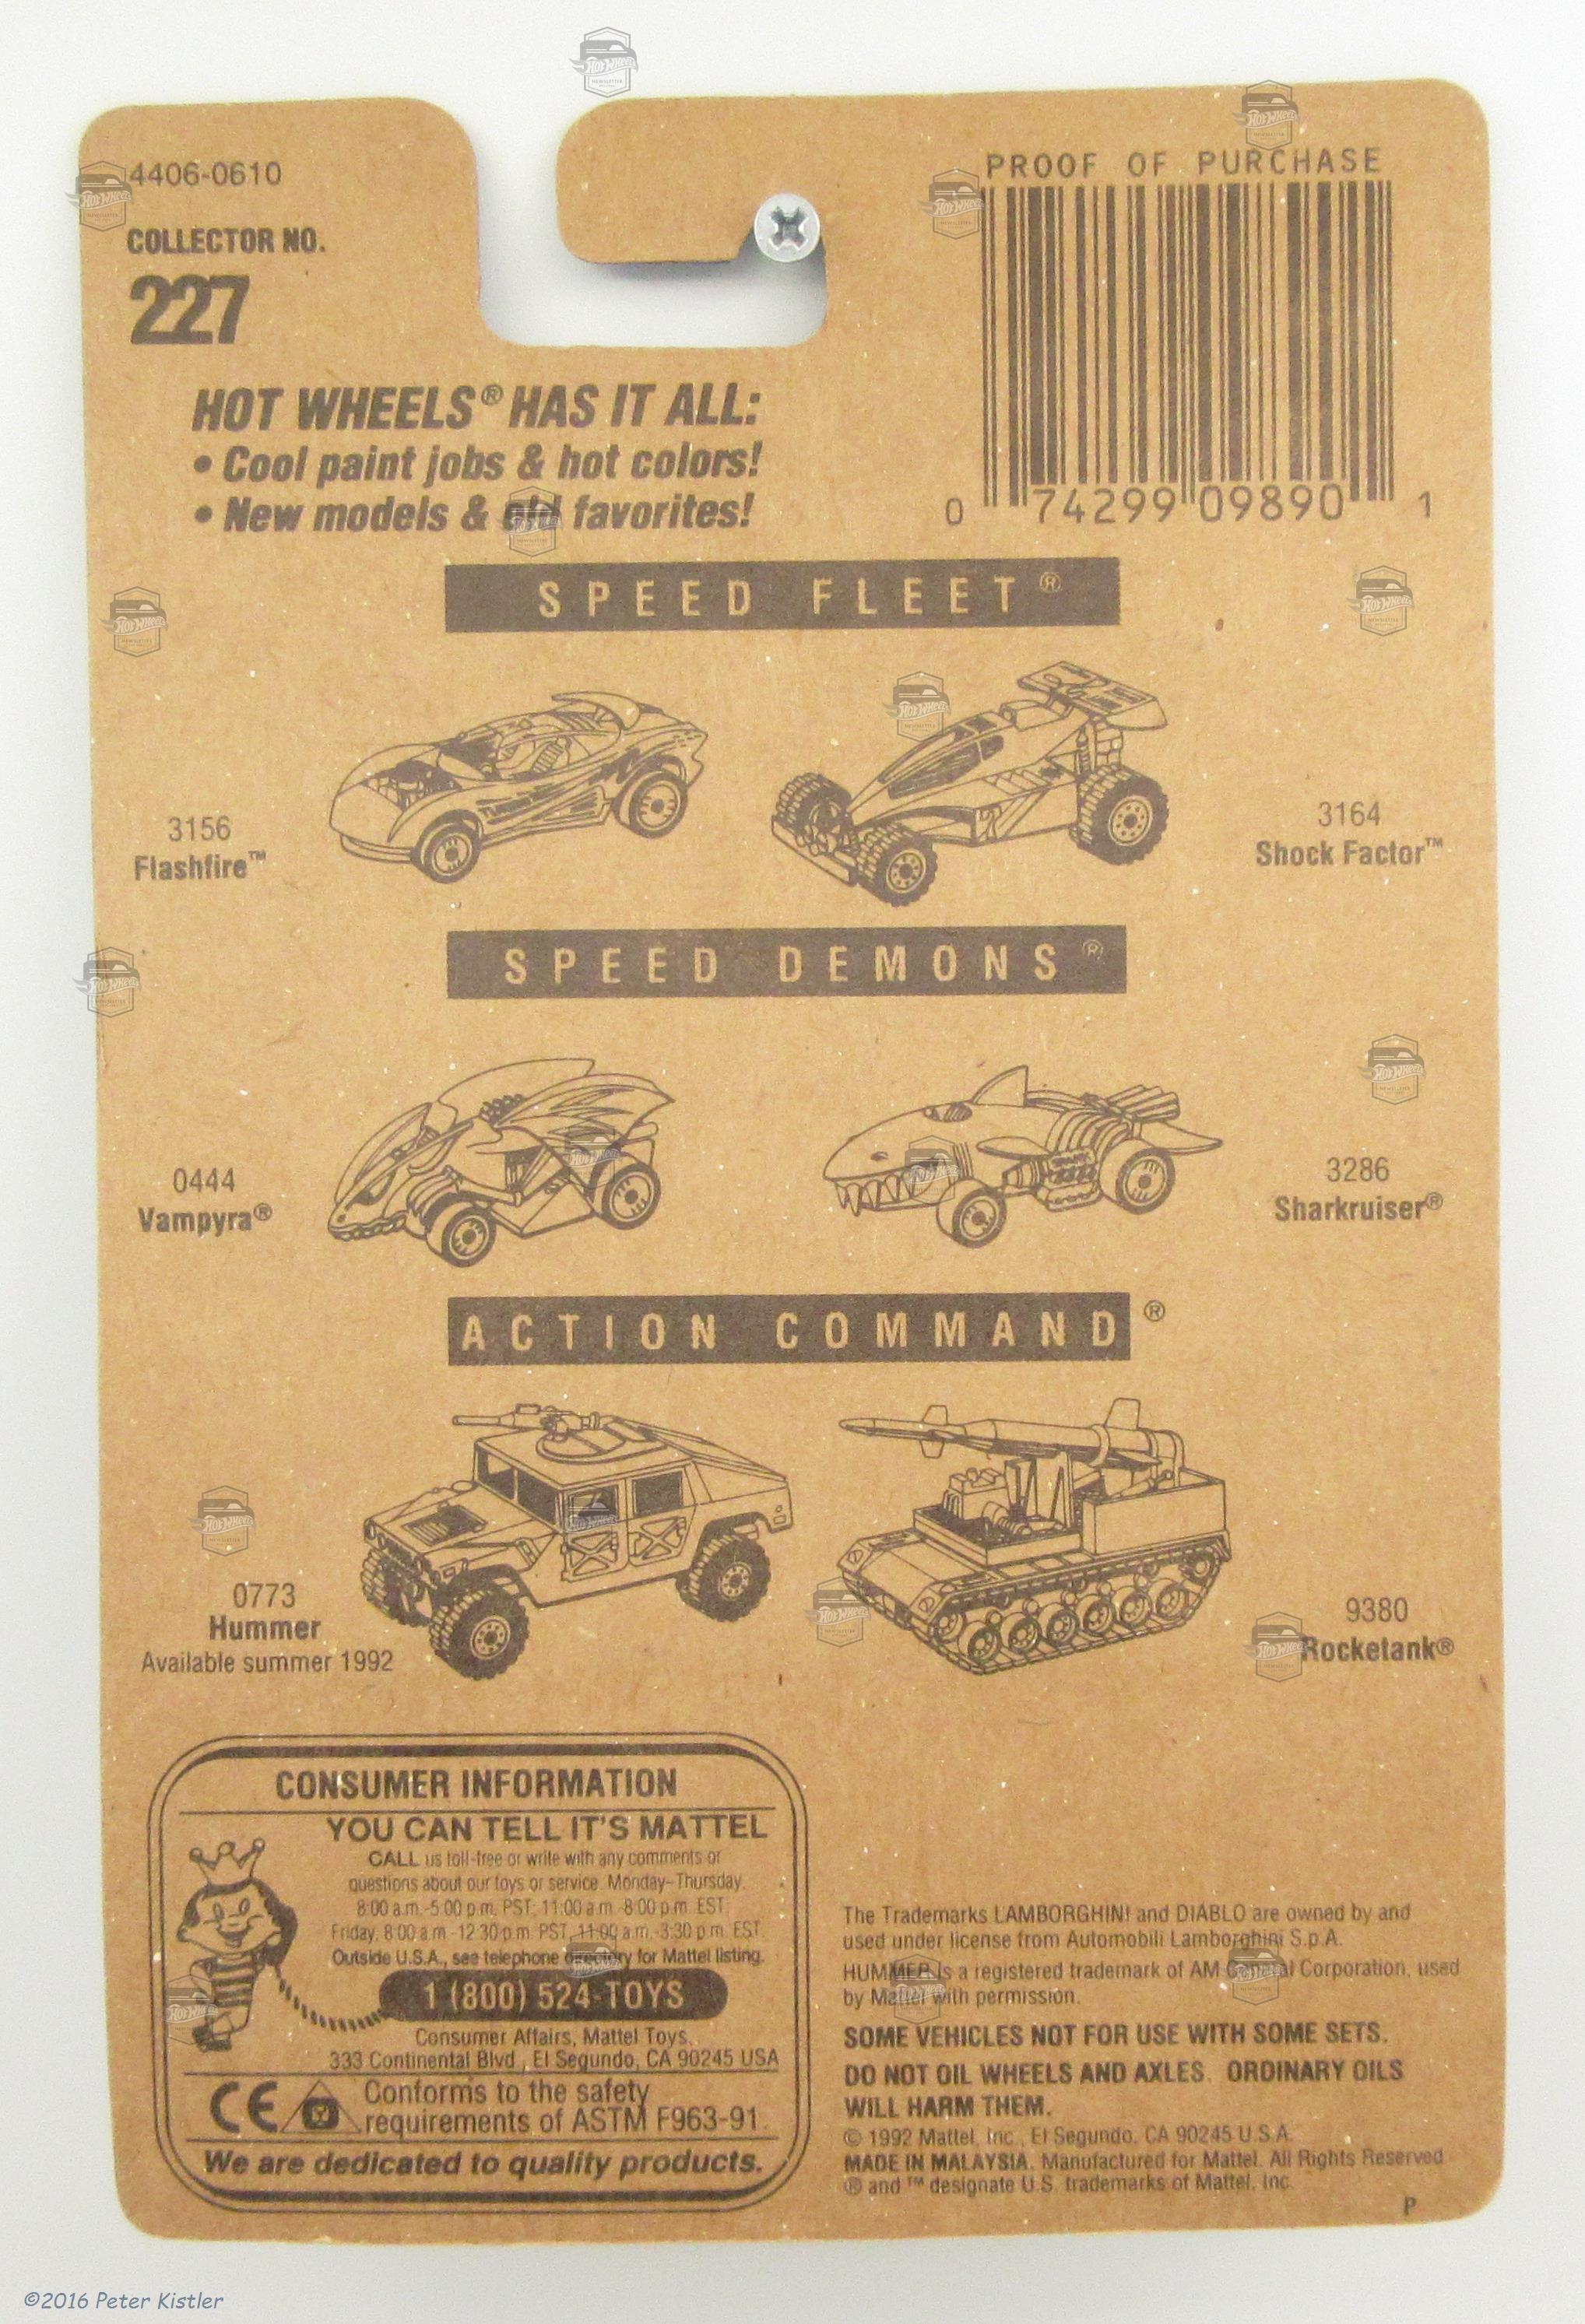 4406-0610
COLLECTOR NO.
227
PROOF OF PURCHASE
0 74299 09890 1
HOT WHEELS® HAS IT ALL:
• Cool paint jobs & hot colors!
• New models & old favorites!
SPEED FLEET®
3156
Flashfire™
3164
Shock Factor™
SPEED DEMONS®
0444
Vampyra®
3286
Sharkruiser®
ACTION COMMAND®
0773
Hummer
Available summer 1992
9380
Rocketank®
CONSUMER INFORMATION
YOU CAN TELL IT'S MATTEL
CALL us toll-free or write with any comments or
questions about our toys or service. Monday–Thursday,
8:00 a.m.-5:00 p.m. PST; 11:00 a.m.-8:00 p.m. EST;
Friday, 8:00 a.m.-12:30 p.m. PST, 11:00 a.m.-3:30 p.m. EST.
Outside U.S.A., see telephone directory for Mattel listing.
1 (800) 524-TOYS
Consumer Affairs, Mattel Toys,
333 Continental Blvd., El Segundo, CA 90245 USA
CE Conforms to the safety
requirements of ASTM F963-91.
We are dedicated to quality products.
The Trademarks LAMBORGHINI and DIABLO are owned by and
used under license from Automobili Lamborghini S.p.A.
HUMMER is a registered trademark of AM General Corporation, used
by Mattel with permission.
SOME VEHICLES NOT FOR USE WITH SOME SETS.
DO NOT OIL WHEELS AND AXLES. ORDINARY OILS
WILL HARM THEM.
© 1992 Mattel, Inc., El Segundo, CA 90245 U.S.A.
MADE IN MALAYSIA. Manufactured for Mattel. All Rights Reserved
® and ™ designate U.S. trademarks of Mattel, Inc.
P
©2016 Peter Kistler